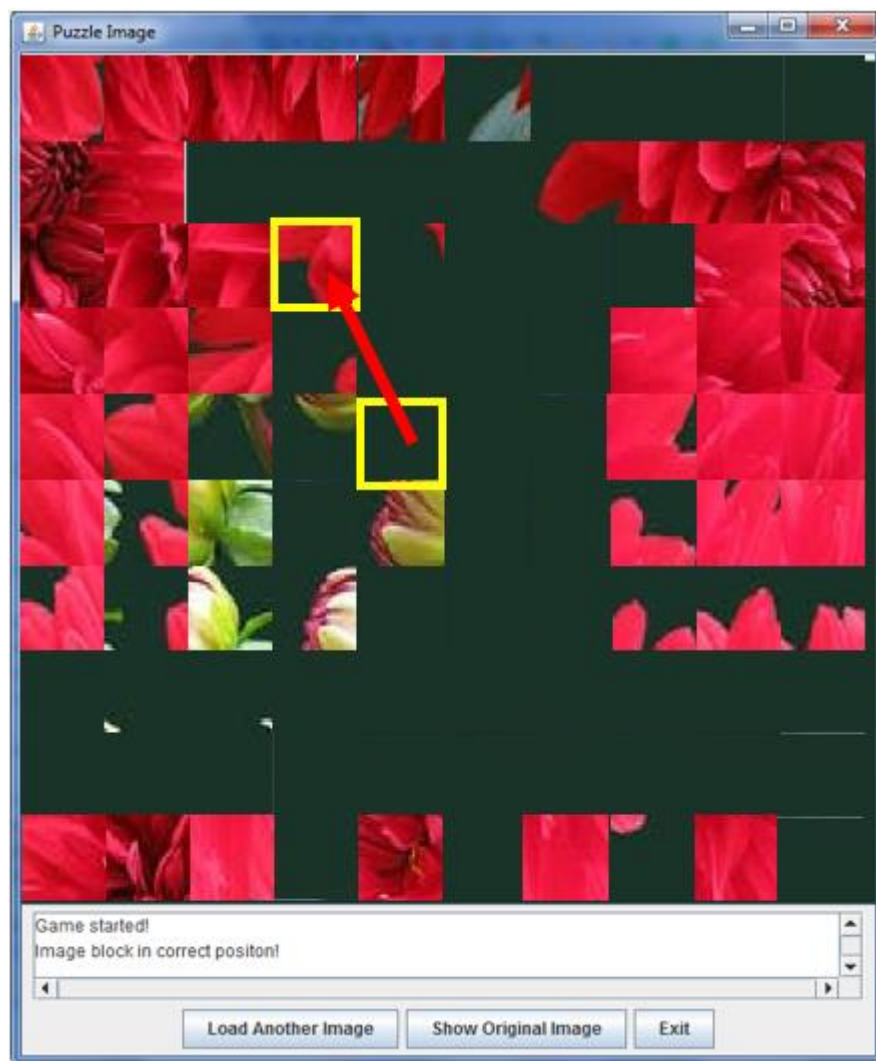 Puzzle Image
Game started!
Image block in correct positon!
Load Another Image
Show Original Image
Exit